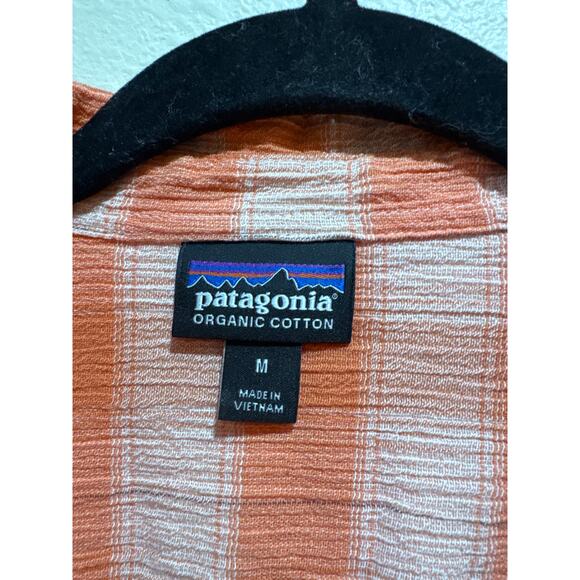 patagonia®
ORGANIC COTTON
M
MADE IN
VIETNAM